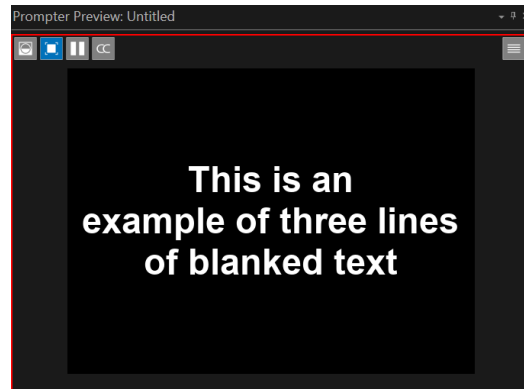 Prompter Preview: Untitled
CC
This is an
example of three lines
of blanked text